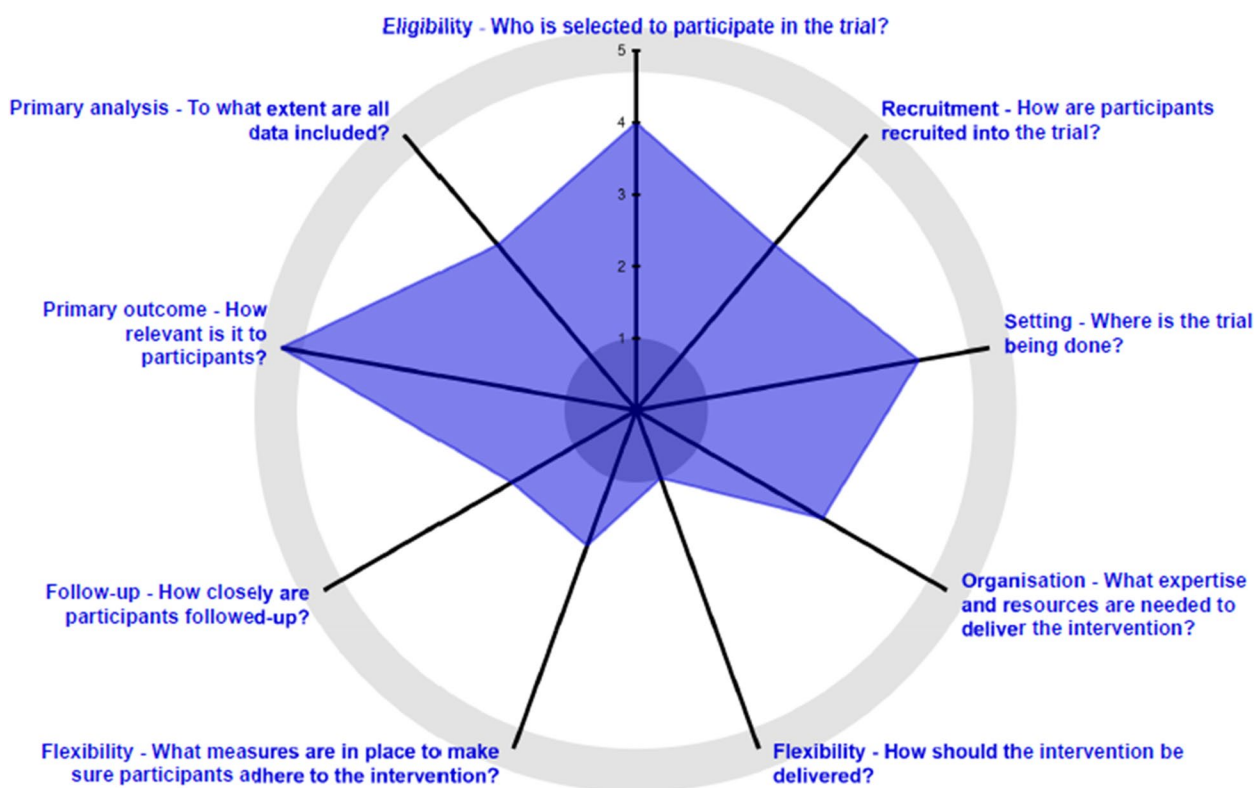 Eligibility - Who is selected to participate in the trial?
5
Primary analysis - To what extent are all
data included?
Recruitment - How are participants
recruited into the trial?
4
3
2
1
Primary outcome - How
relevant is it to
participants?
Setting - Where is the trial
being done?
Follow-up - How closely are
participants followed-up?
Organisation - What expertise
and resources are needed to
deliver the intervention?
Flexibility - What measures are in place to make
sure participants adhere to the intervention?
Flexibility - How should the intervention be
delivered?